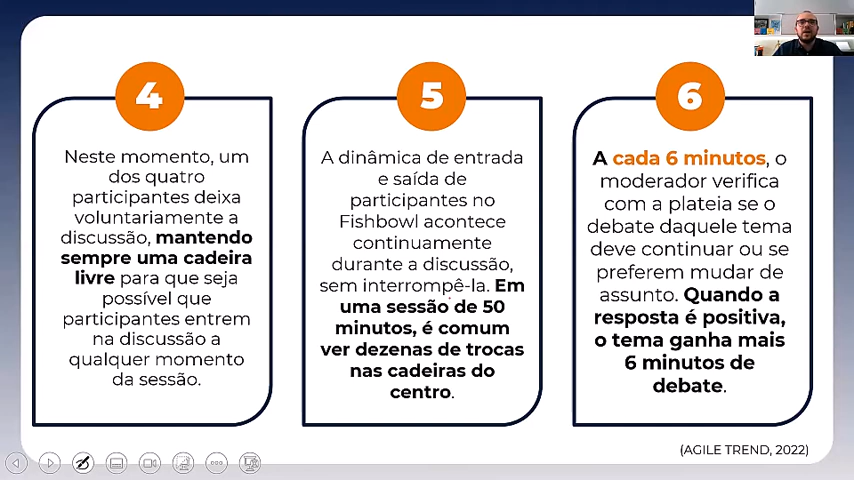 4
Neste momento, um
dos quatro
participantes deixa
voluntariamente a
discussão, mantendo
sempre uma cadeira
livre para que seja
possível que
participantes entrem
na discussão a
qualquer momento
da sessão.
5
A dinâmica de entrada
e saída de
participantes no
Fishbowl acontece
continuamente
durante a discussão,
sem interrompê-la. Em
uma sessão de 50
minutos, é comum
ver dezenas de trocas
nas cadeiras do
centro.
6
A cada 6 minutos, o
moderador verifica
com a plateia se o
debate daquele tema
deve continuar ou se
preferem mudar de
assunto. Quando a
resposta é positiva,
o tema ganha mais
6 minutos de
debate.
(AGILE TREND, 2022)